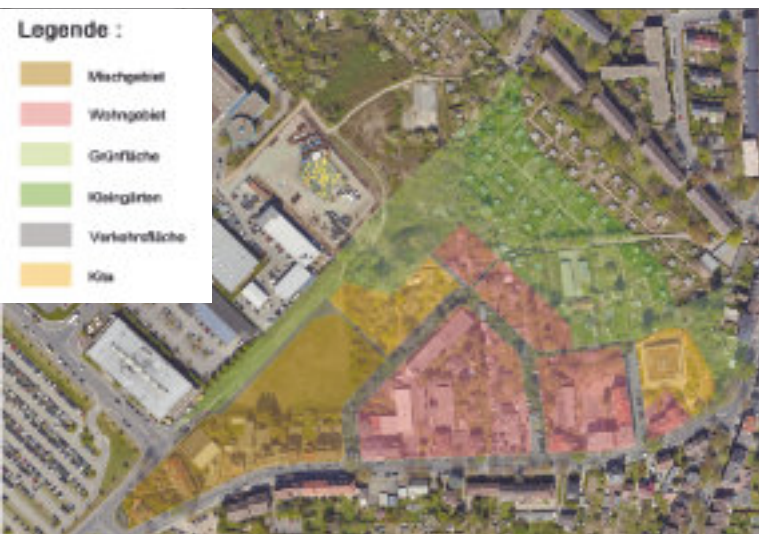 Legende :
Mischgebiet
Wohngebiet
Grünfläche
Kleingärten
Verkehrsfläche
Kita